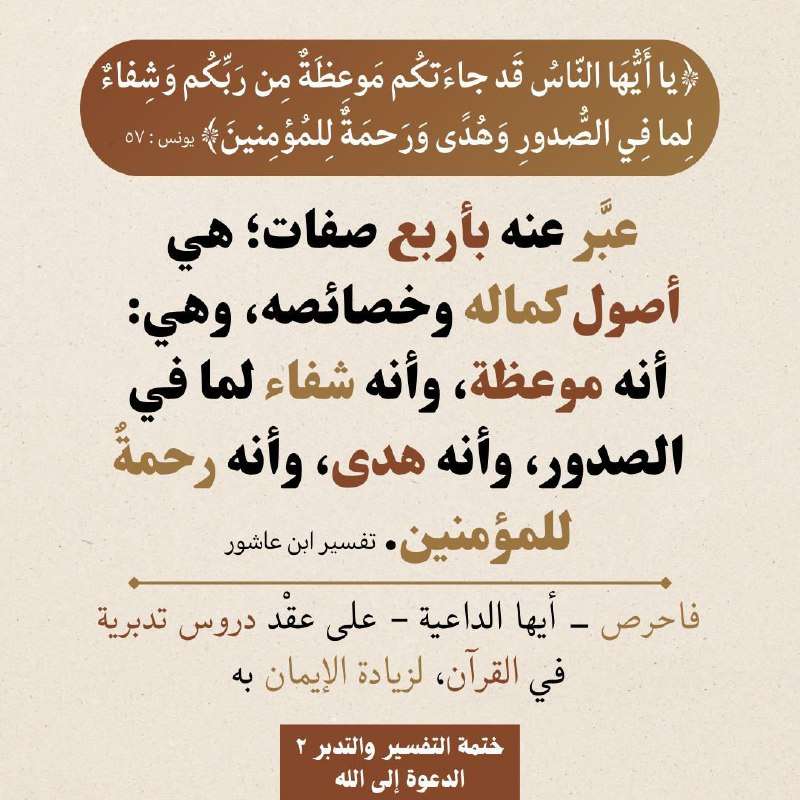 ﴿يا أَيُّهَا النّاسُ قَد جاءَتكُم مَوعِظَةٌ مِن رَبِّكُم وَشِفاءٌ
لِما فِي الصُّدورِ وَهُدًى وَرَحمَةٌ لِلمُؤمِنينَ﴾ يونس : ٥٧
عبَّر عنه بأربع صفات؛ هي
أصول كماله وخصائصه، وهي:
أنه موعظة، وأنه شفاء لما في
الصدور، وأنه هدى، وأنه رحمةٌ
للمؤمنين. تفسير ابن عاشور
فاحرص – أيها الداعية – على عقْد دروس تدبرية
في القرآن، لزيادة الإيمان به
ختمة التفسير والتدبر ٢
الدعوة إلى الله